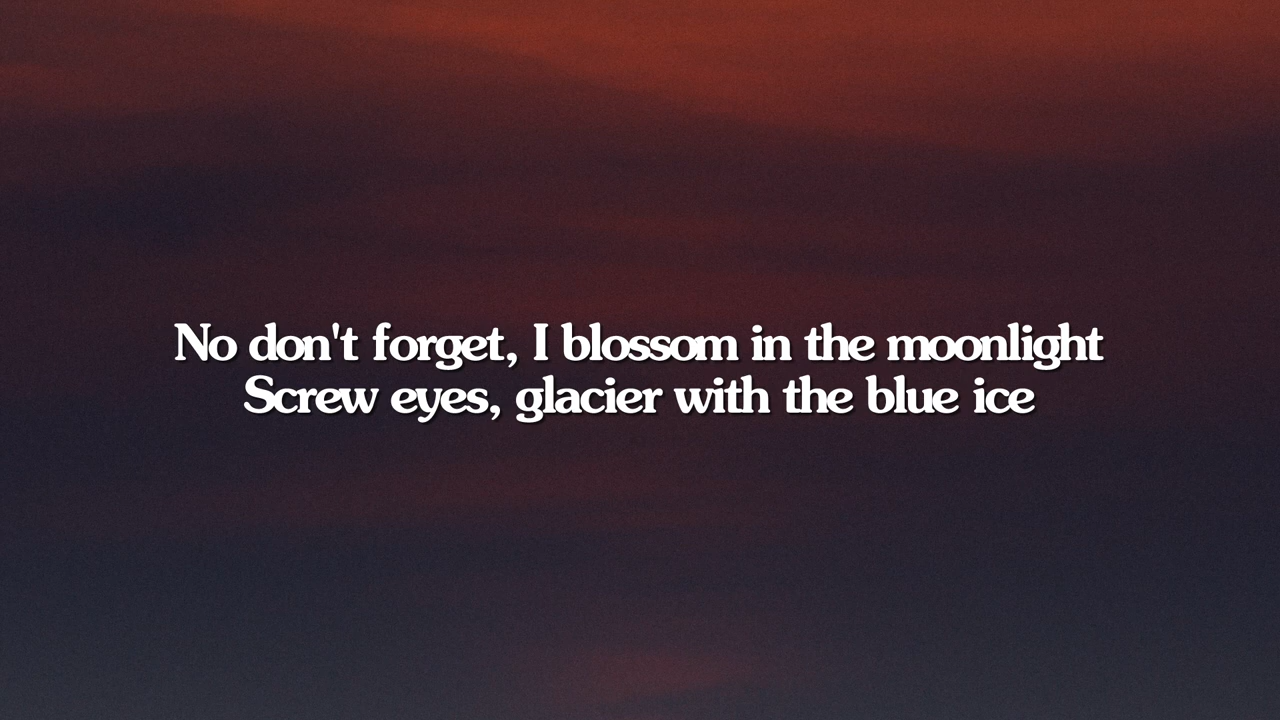 No don't forget, I blossom in the moonlight
Screw eyes, glacier with the blue ice